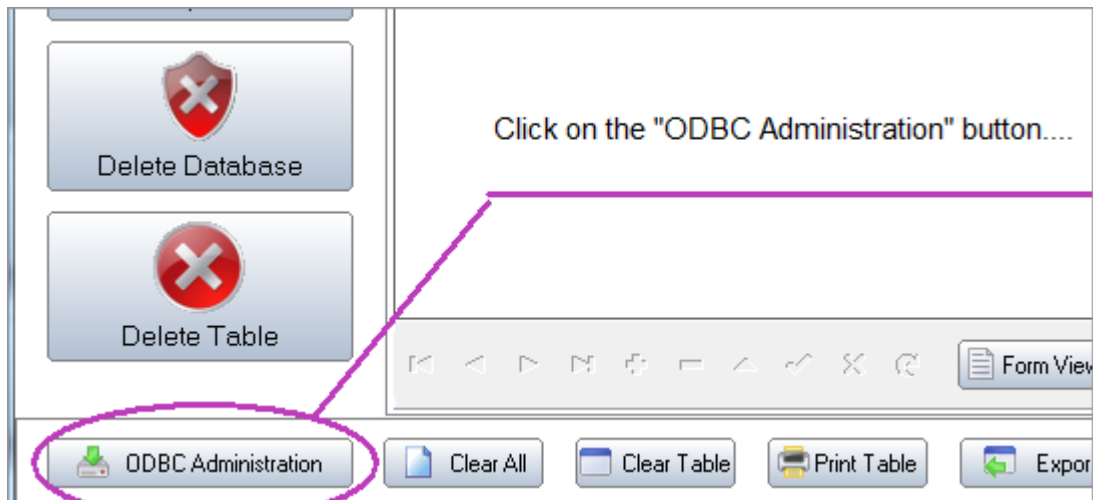 Click on the "ODBC Administration" button....
Delete Database
Delete Table
Form View
ODBC Administration
Clear All
Clear Table
Print Table
Expor